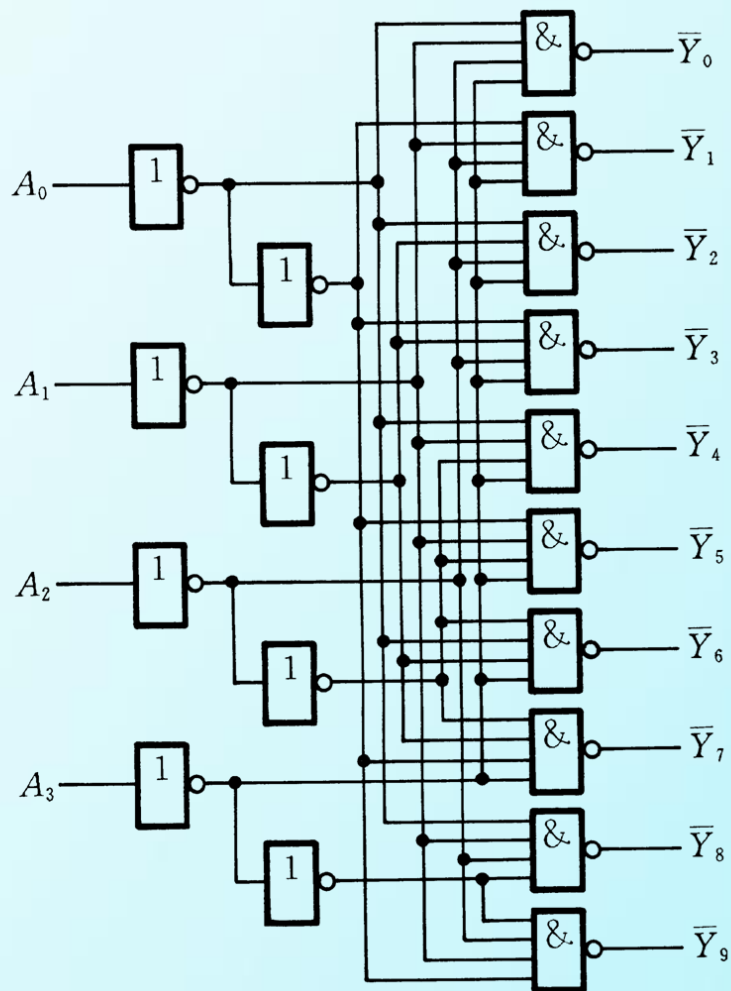 & Y̅₀
& Y̅₁
A₀ 1
& Y̅₂
1
& Y̅₃
A₁ 1
& Y̅₄
1
& Y̅₅
A₂ 1
& Y̅₆
1
& Y̅₇
A₃ 1
& Y̅₈
1
& Y̅₉